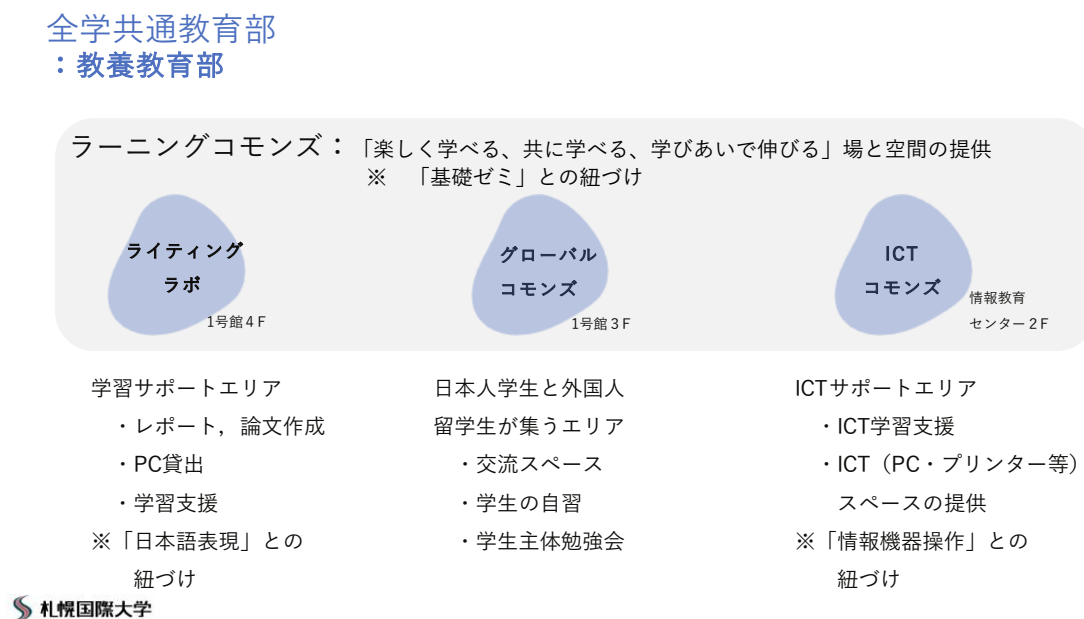 全学共通教育部
：教養教育部
ラーニングコモンズ：「楽しく学べる、共に学べる、学びあいで伸びる」場と空間の提供
※　「基礎ゼミ」との紐づけ
ライティング
ラボ
1号館４F
グローバル
コモンズ
1号館３F
ICT
コモンズ
情報教育
センター２F
学習サポートエリア
・レポート，論文作成
・PC貸出
・学習支援
※「日本語表現」との
紐づけ
日本人学生と外国人
留学生が集うエリア
・交流スペース
・学生の自習
・学生主体勉強会
ICTサポートエリア
・ICT学習支援
・ICT（PC・プリンター等）
スペースの提供
※「情報機器操作」との
紐づけ
札幌国際大学